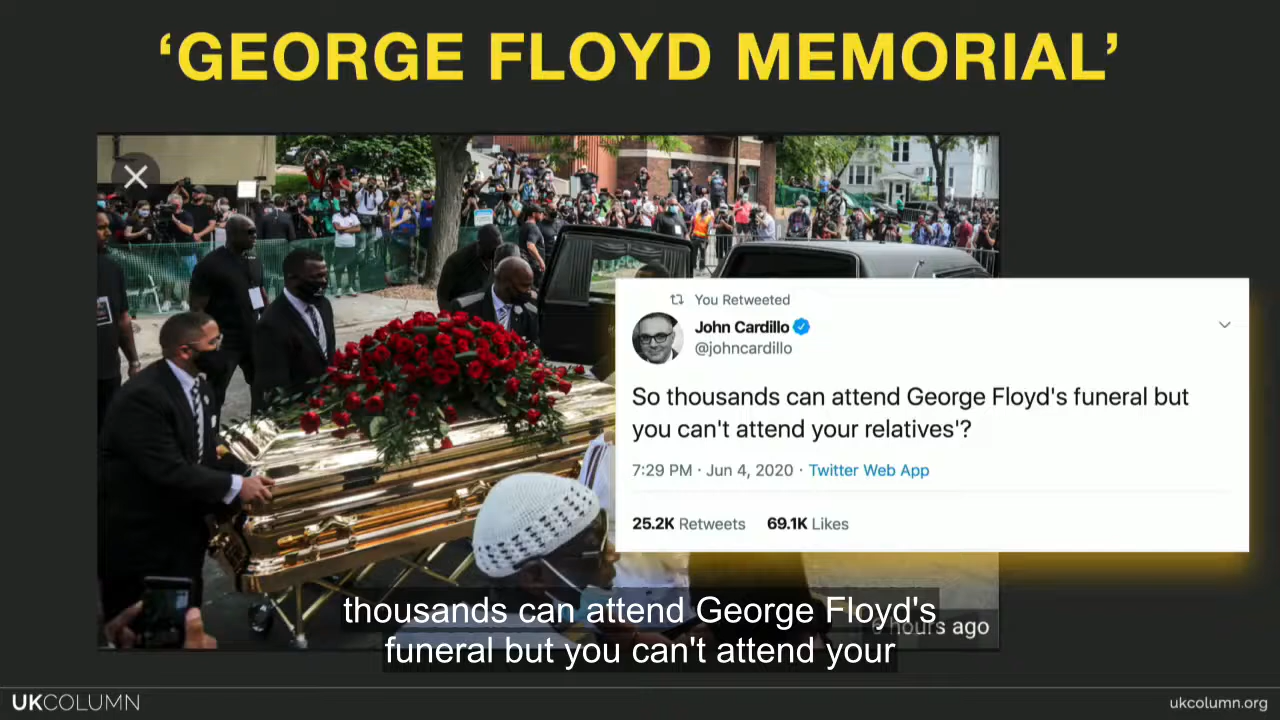 ‘GEORGE FLOYD MEMORIAL’
You Retweeted
John Cardillo
@johncardillo
So thousands can attend George Floyd's funeral but
you can't attend your relatives'?
7:29 PM · Jun 4, 2020 · Twitter Web App
25.2K Retweets 69.1K Likes
thousands can attend George Floyd's
funeral but you can't attend your
hours ago
UKCOLUMN
ukcolumn.org